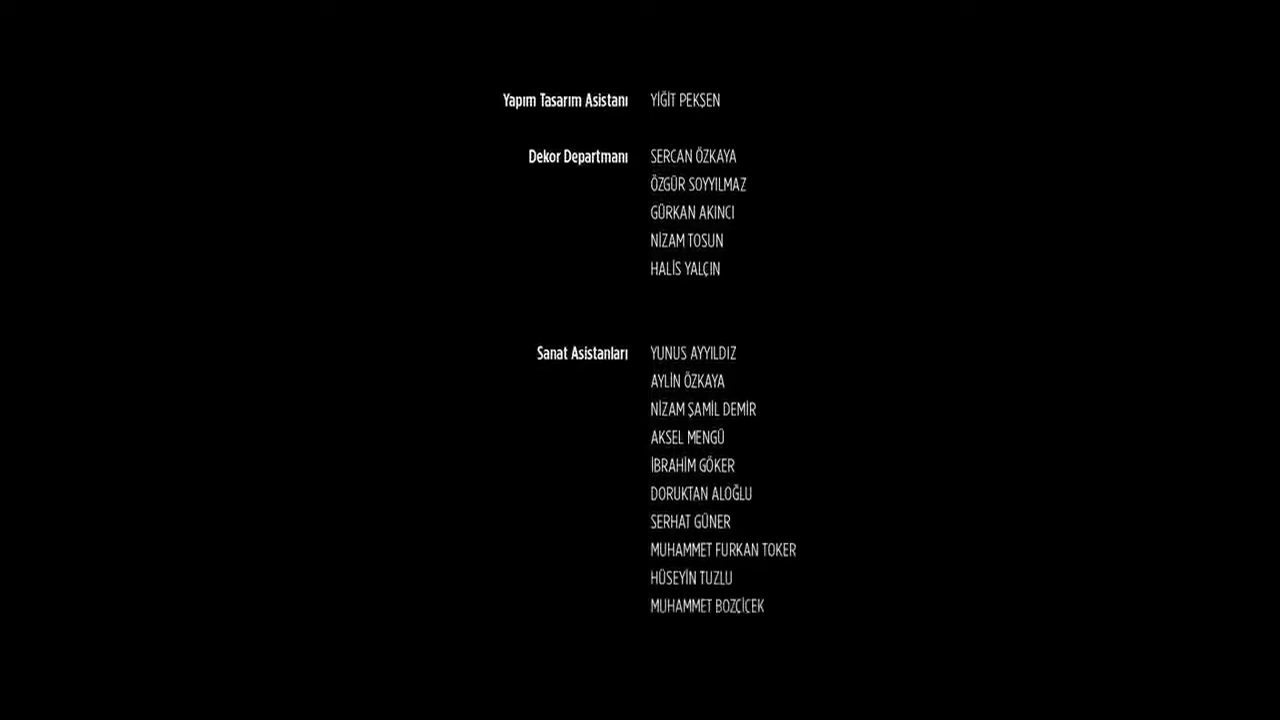 Yapım Tasarım Asistanı YİĞİT PEKŞEN
Dekor Departmanı SERCAN ÖZKAYA
ÖZGÜR SOYYILMAZ
GÜRKAN AKINCI
NİZAM TOSUN
HALİS YALÇIN
Sanat Asistanları YUNUS AYYILDIZ
AYLİN ÖZKAYA
NİZAM ŞAMİL DEMİR
AKSEL MENGÜ
İBRAHİM GÖKER
DORUKTAN ALOĞLU
SERHAT GÜNER
MUHAMMET FURKAN TOKER
HÜSEYİN TUZLU
MUHAMMET BOZÇİÇEK